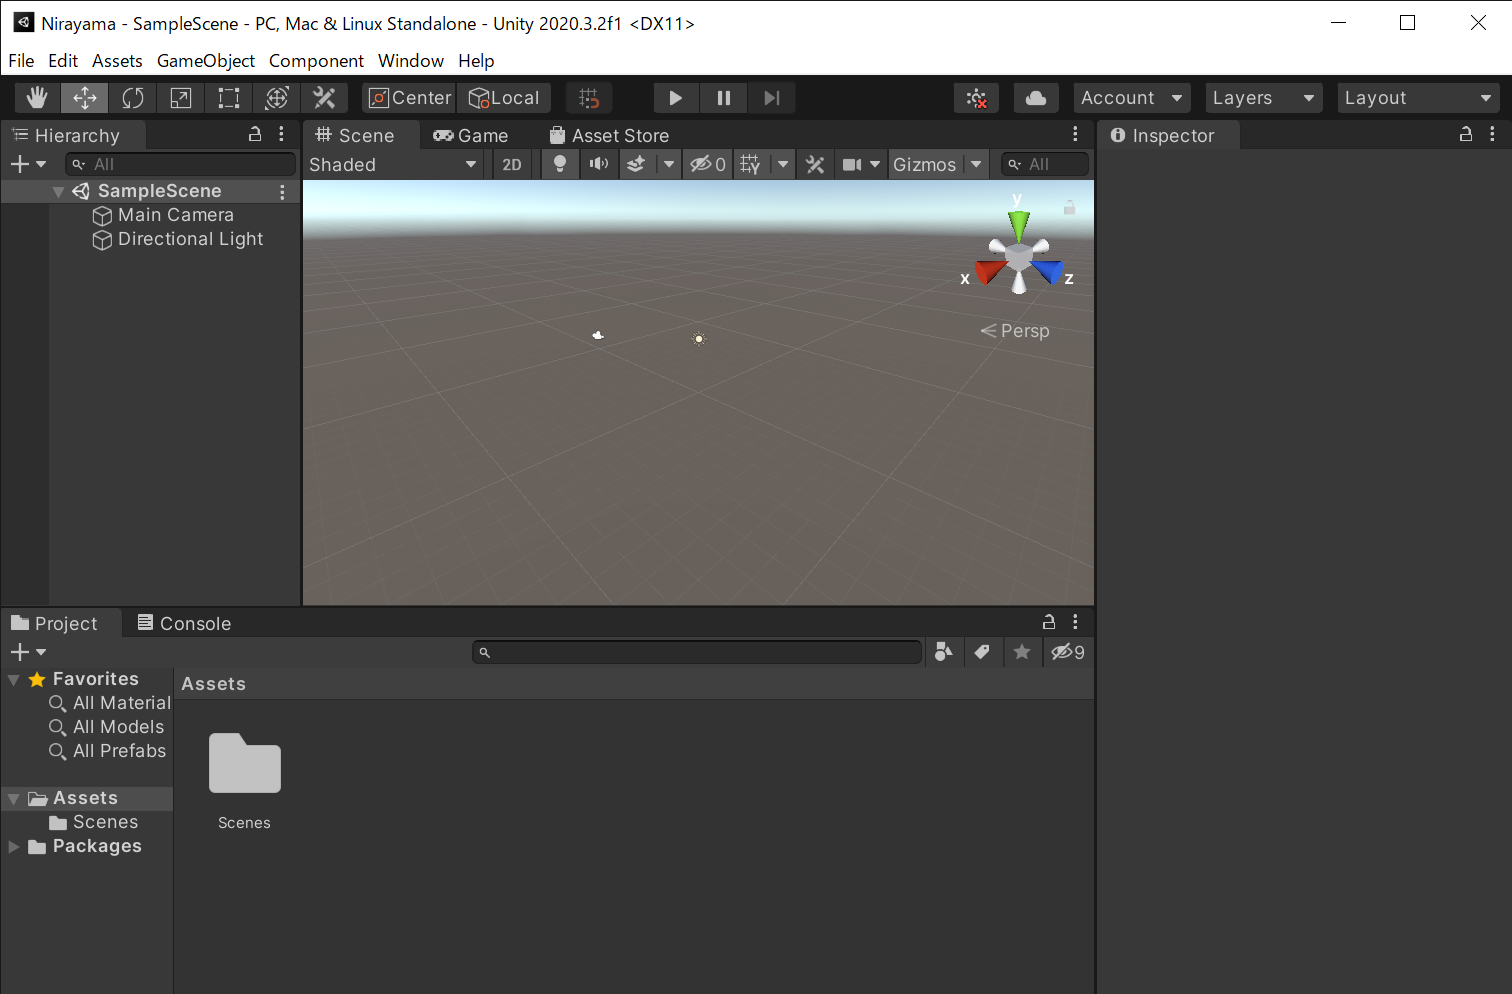 Nirayama - SampleScene - PC, Mac & Linux Standalone - Unity 2020.3.2f1 <DX11>
File Edit Assets GameObject Component Window Help
Center Local Account Layers Layout
Hierarchy
All
SampleScene
Main Camera
Directional Light
Scene Game Asset Store
Shaded 2D 0 Gizmos All
y
x z
Persp
Inspector
Project Console
9
Favorites
All Material
All Models
All Prefabs
Assets
Scenes
Packages
Assets
Scenes